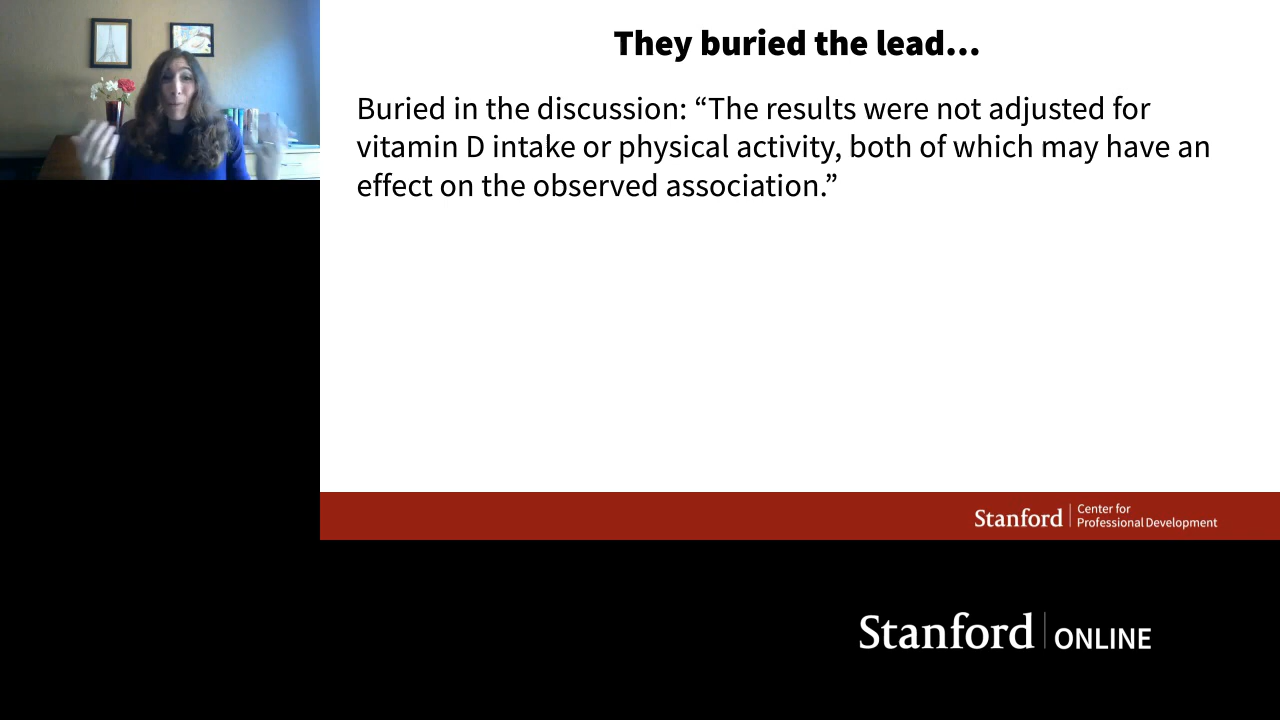 They buried the lead...
Buried in the discussion: “The results were not adjusted for
vitamin D intake or physical activity, both of which may have an
effect on the observed association.”
Stanford
Center for
Professional Development
Stanford
ONLINE